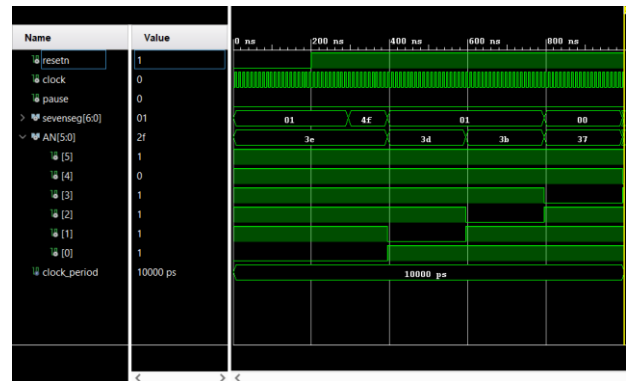 Name Value
0 ns 200 ns 400 ns 600 ns 800 ns
resetn 1
clock 0
pause 0
sevenseg[6:0] 01 01 4f 01 00
AN[5:0] 2f 3e 3d 3b 37
[5] 1
[4] 0
[3] 1
[2] 1
[1] 1
[0] 1
clock_period 10000 ps 10000 ps